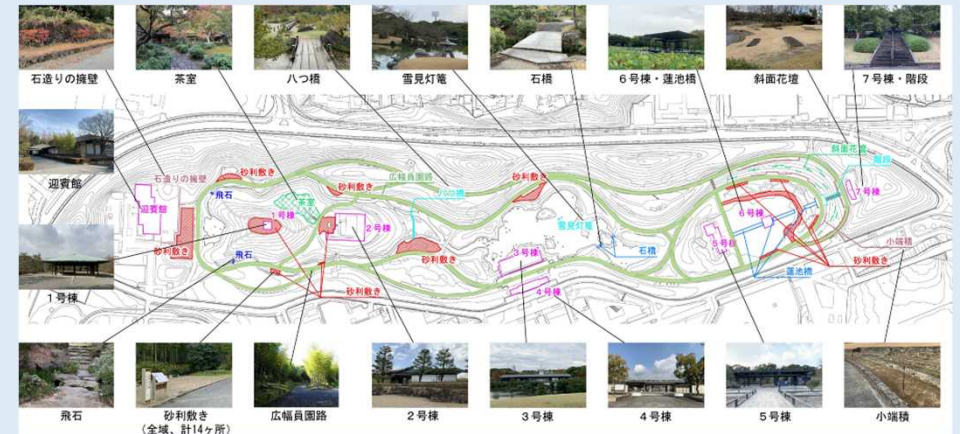 石造りの擁壁
茶室
八つ橋
雪見灯篭
石橋
6号棟・蓮池橋
斜面花壇
7号棟・階段
迎賓館
1号棟
石造りの擁壁
砂利敷き
広幅員園路
砂利敷き
八つ橋
砂利敷き
斜面花壇
階段
飛石
茶室
迎賓館
1号棟
2号棟
雪見灯篭
6号棟
7号棟
砂利敷き
飛石
砂利敷き
3号棟
石橋
5号棟
小端積
砂利敷き
4号棟
蓮池橋
砂利敷き
飛石
砂利敷き
(全域、計14ヶ所)
広幅員園路
2号棟
3号棟
4号棟
5号棟
小端積